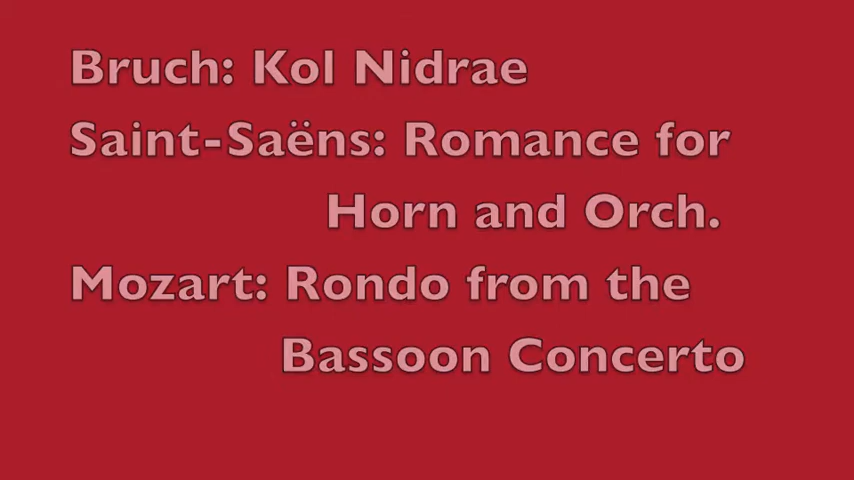 Bruch: Kol Nidrae
Saint-Saëns: Romance for
Horn and Orch.
Mozart: Rondo from the
Bassoon Concerto